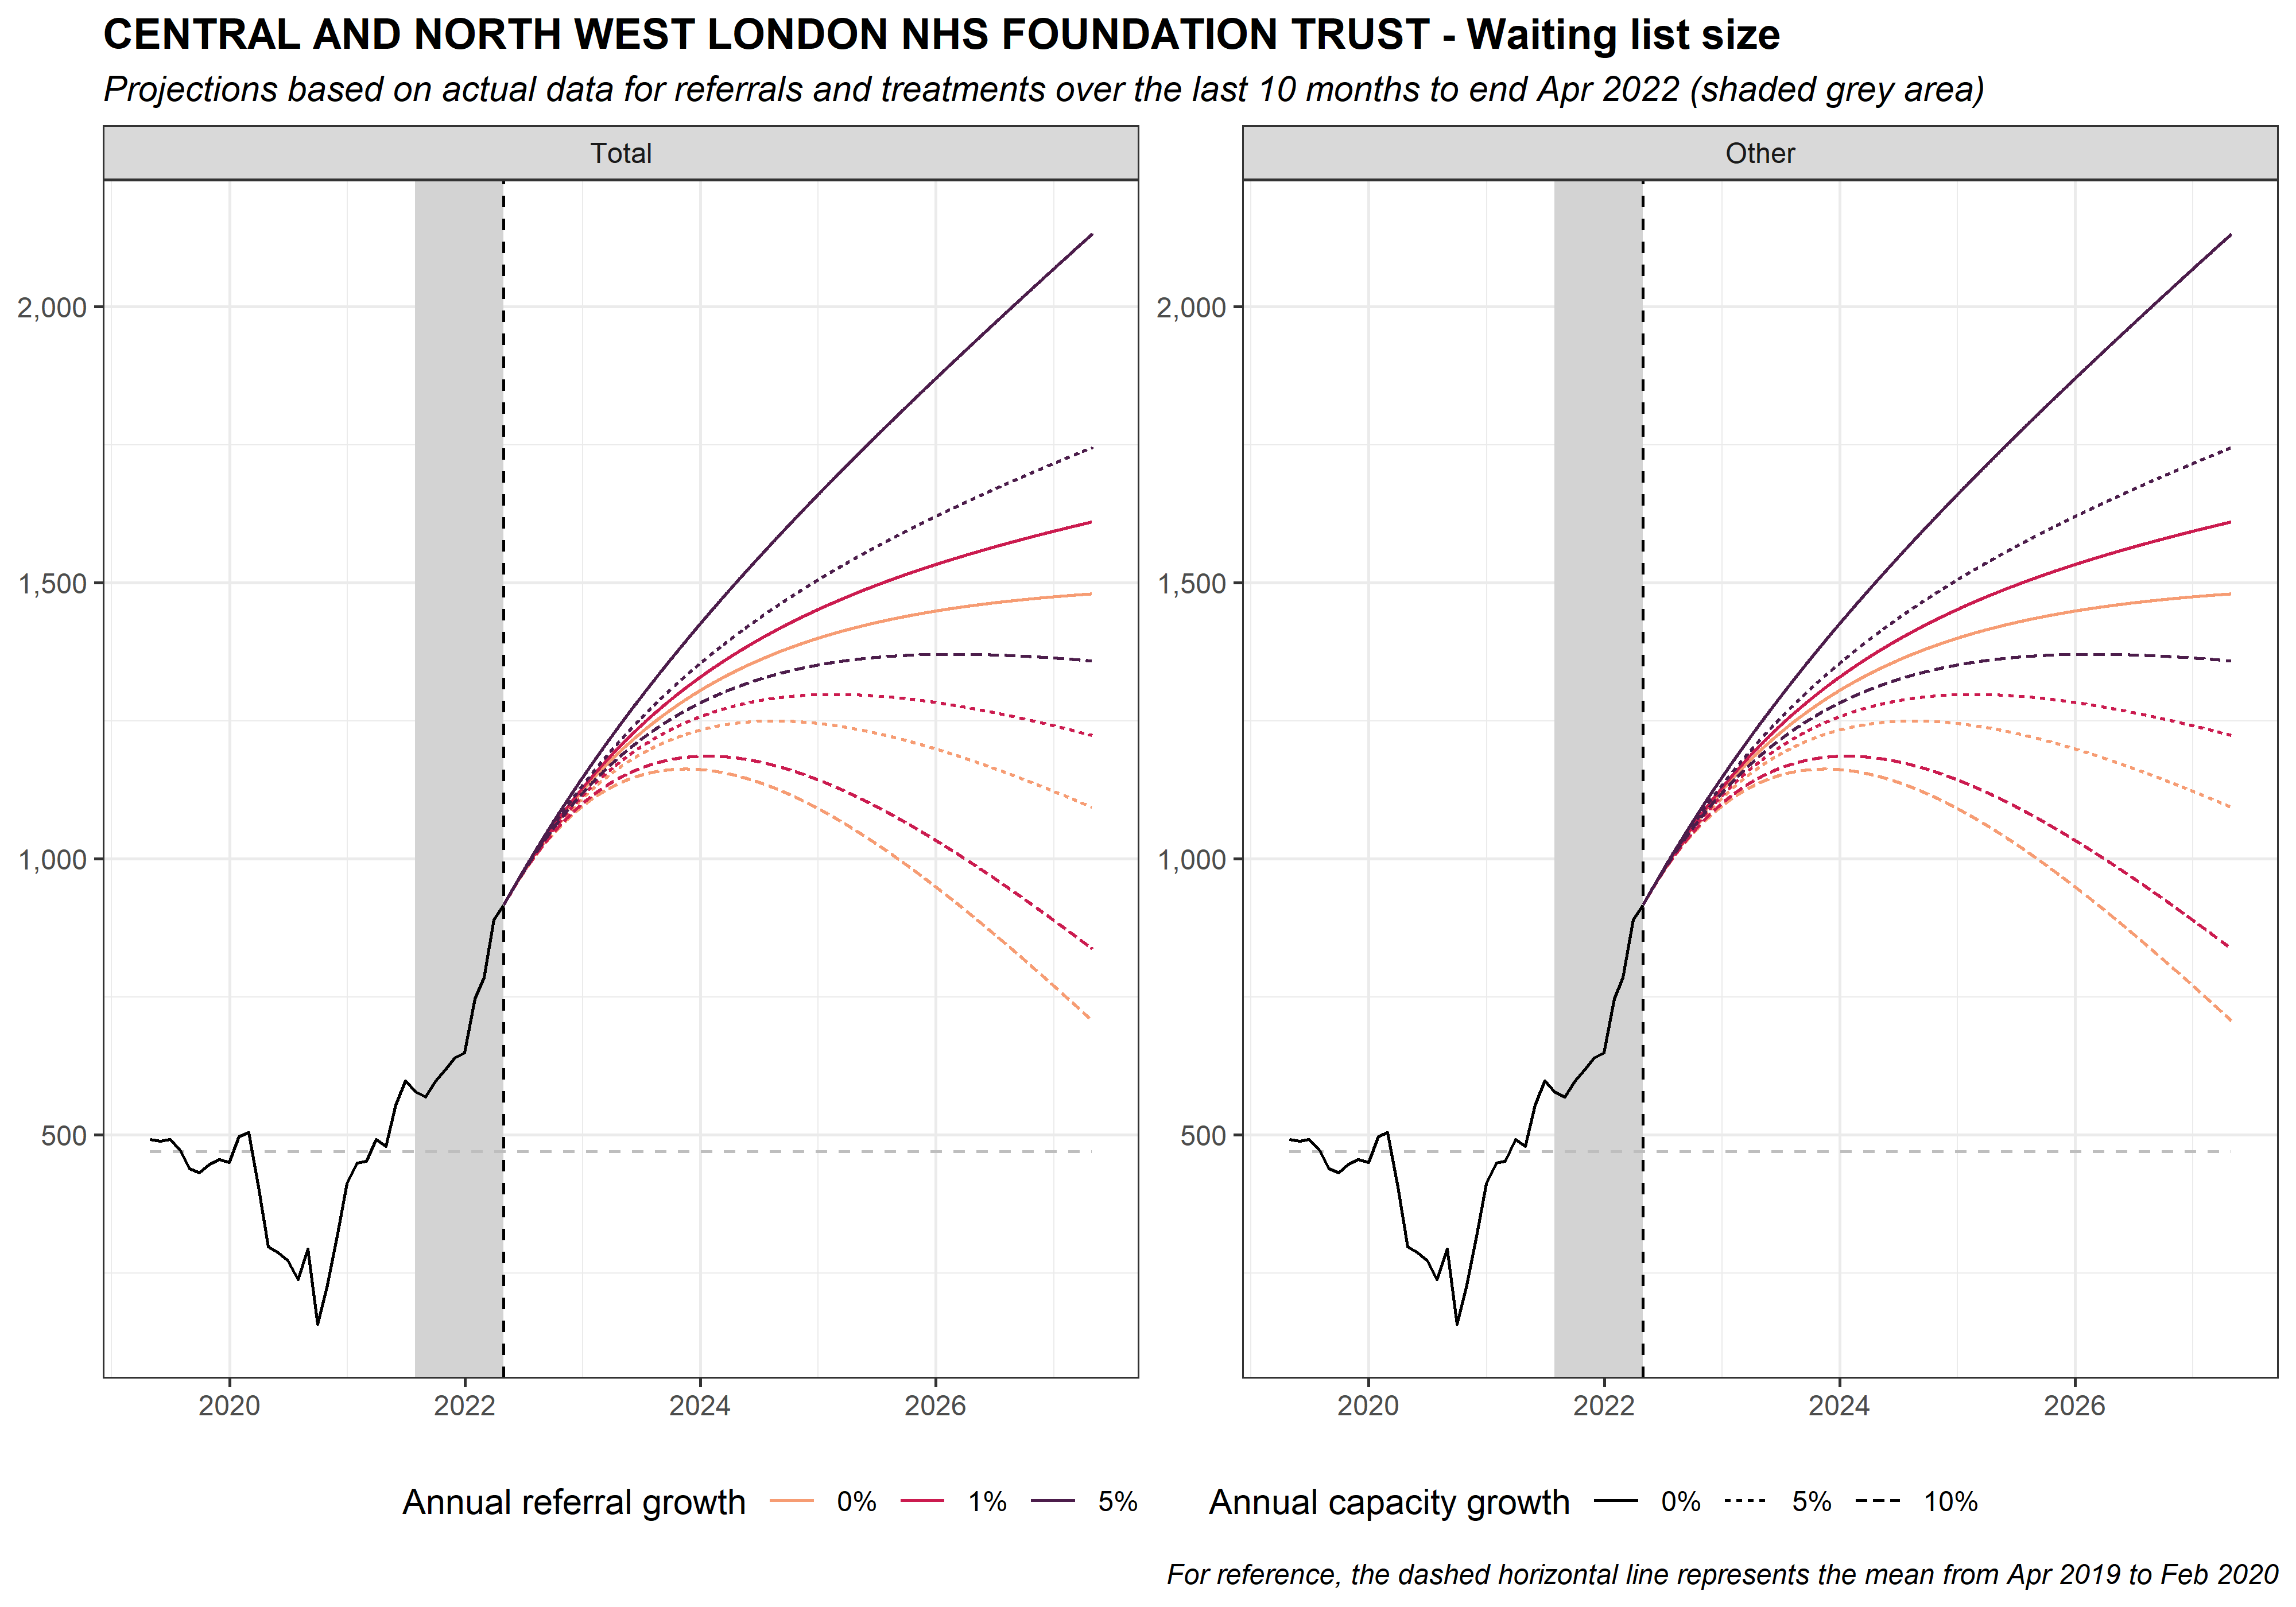 CENTRAL AND NORTH WEST LONDON NHS FOUNDATION TRUST - Waiting list size
Projections based on actual data for referrals and treatments over the last 10 months to end Apr 2022 (shaded grey area)
Total
Other
2,000
1,500
1,000
500
2,000
1,500
1,000
500
2020 2022 2024 2026
2020 2022 2024 2026
Annual referral growth 0% 1% 5%
Annual capacity growth 0% 5% 10%
For reference, the dashed horizontal line represents the mean from Apr 2019 to Feb 2020